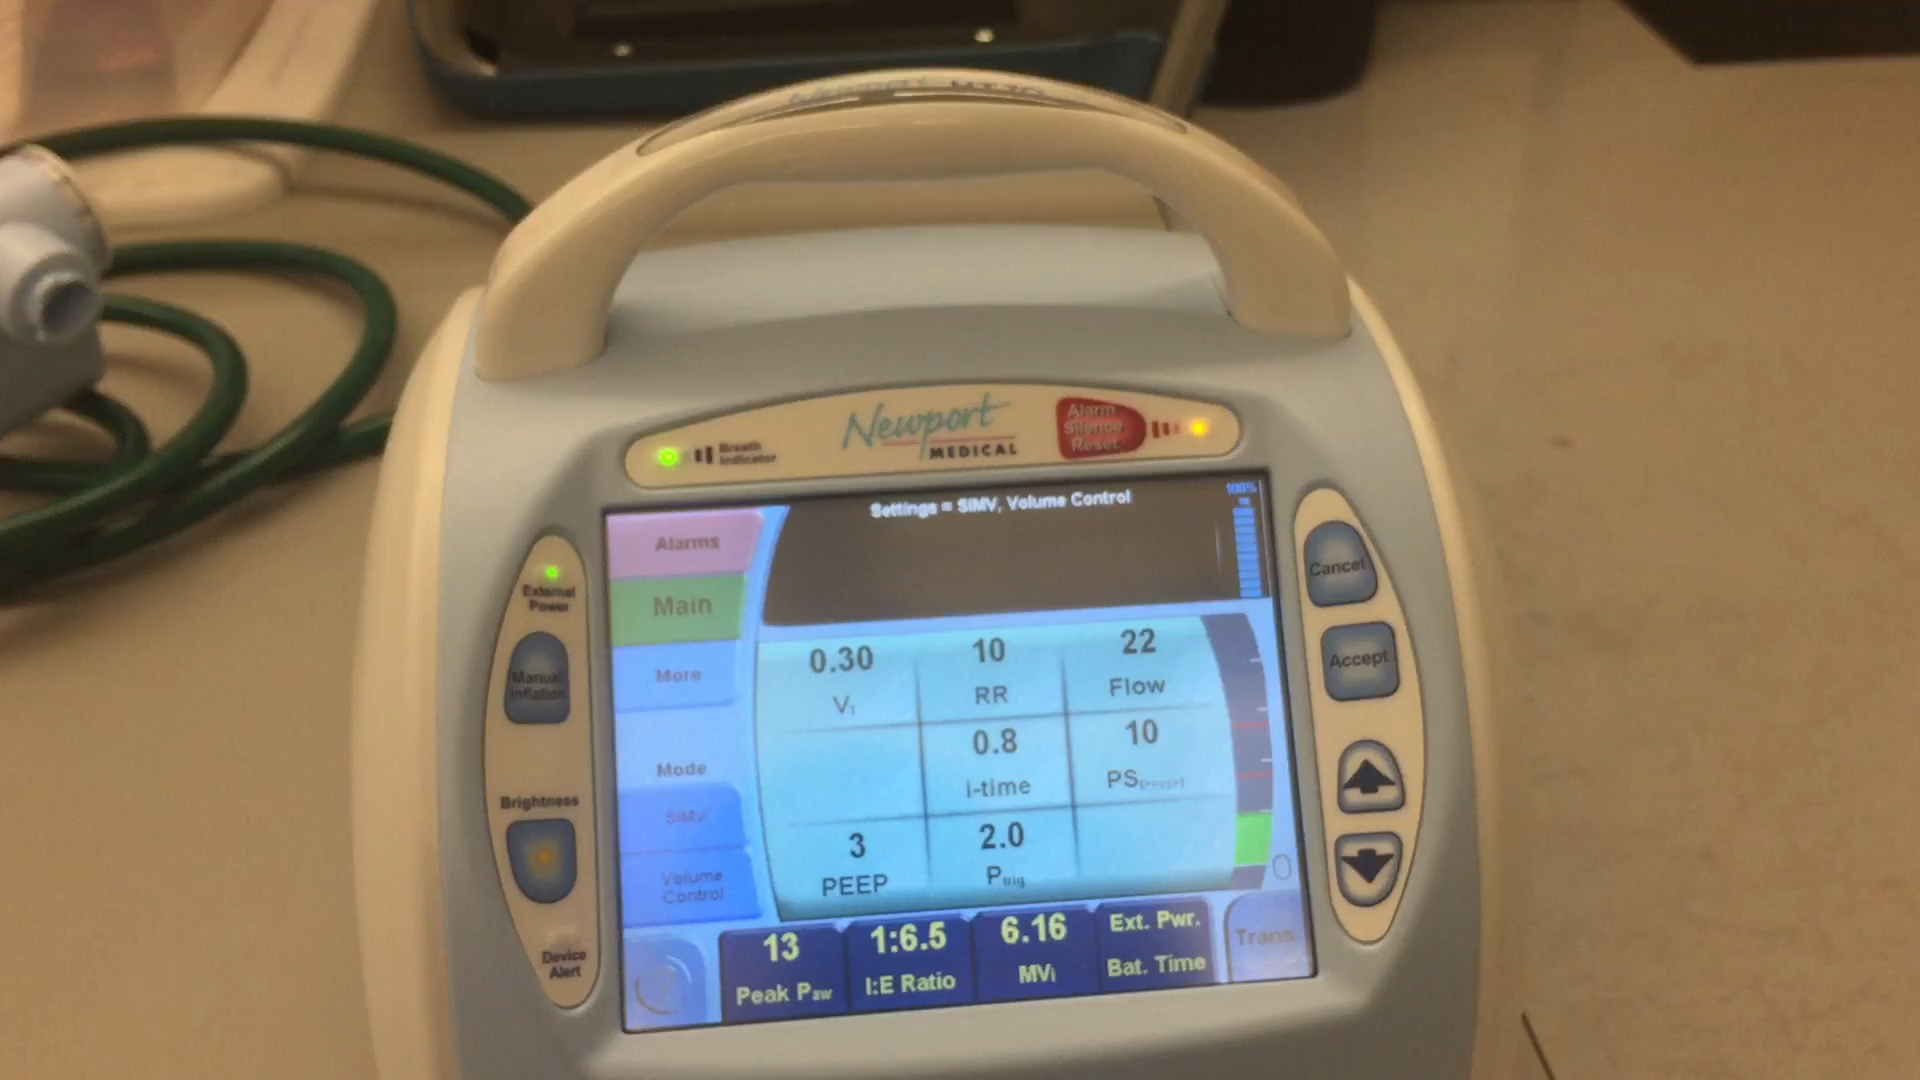 Newport
MEDICAL
Breath
Indicator
Alarm
Silence
Reset
Settings = SIMV, Volume Control
100%
Alarms
Main
More
Mode
SIMV
Volume
Control
0.30
Vt
10
RR
22
Flow
0.8
i-time
10
PS
3
PEEP
2.0
Ptrig
0
13
Peak Paw
1:6.5
I:E Ratio
6.16
MVi
Ext. Pwr.
Bat. Time
Trans
?
External
Power
Manual
Inflation
Brightness
Device
Alert
Cancel
Accept